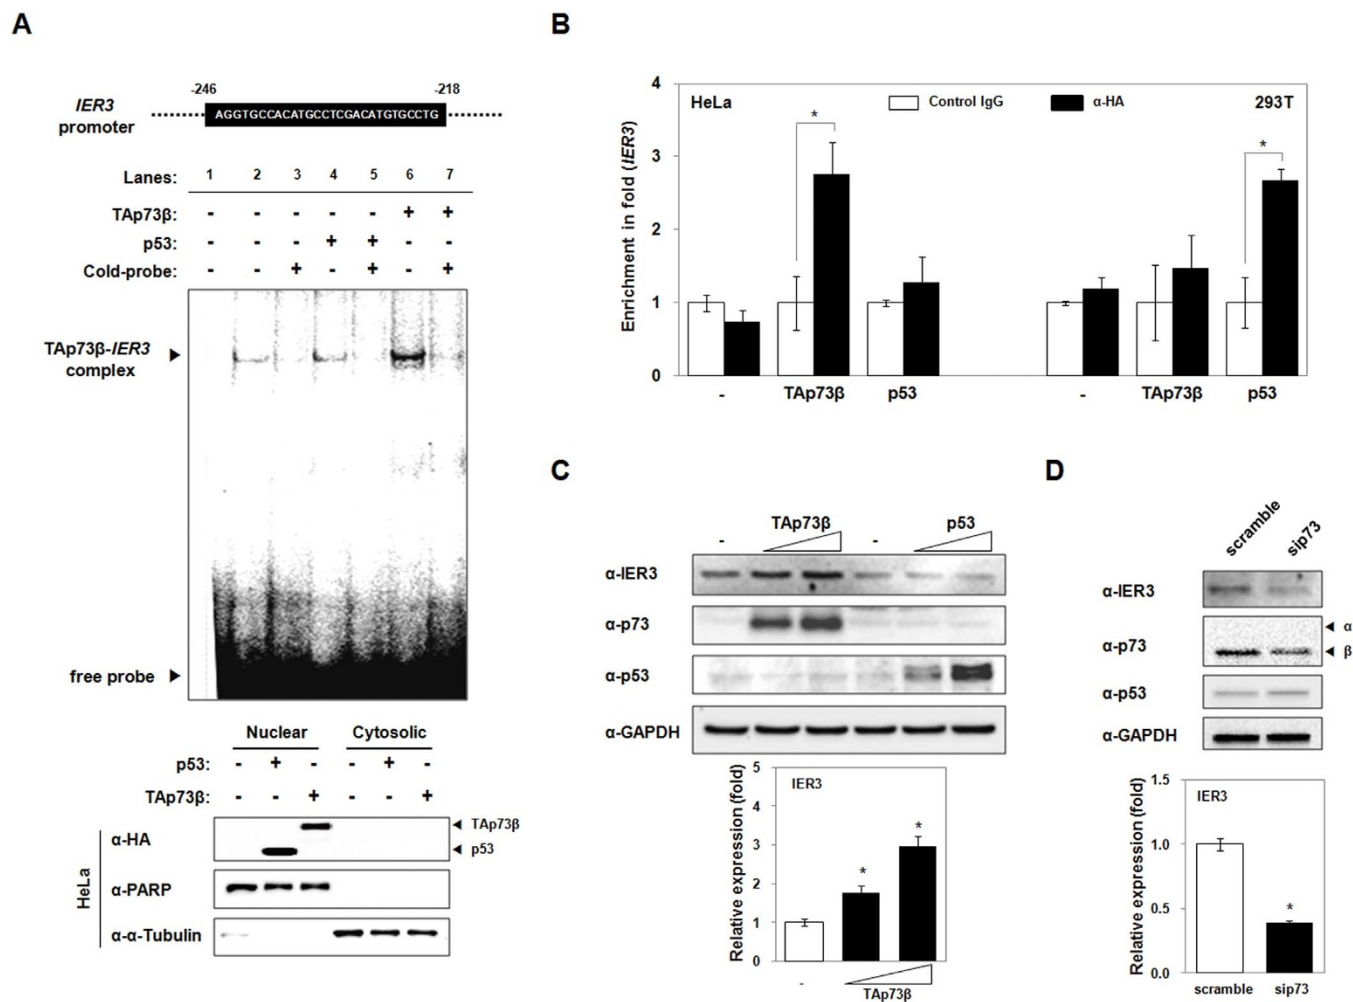 A
-246
-218
IER3
promoter
AGGTGCCACATGCCTCGACATGTGCCTG
Lanes: 1 2 3 4 5 6 7
TAp73β: - - - - - + +
p53: - - - + + - -
Cold-probe: - - + - + - +
TAp73β-IER3
complex
free probe
Nuclear Cytosolic
p53: - + - - + -
TAp73β: - - + - - +
HeLa
α-HA
TAp73β
p53
α-PARP
α-α-Tubulin
B
Enrichment in fold (IER3)
4
3
2
1
0
HeLa
Control IgG
α-HA
293T
*
*
- TAp73β p53 - TAp73β p53
C
TAp73β p53
- -
α-IER3
α-p73
α-p53
α-GAPDH
Relative expression (fold)
5
4
3
2
1
0
IER3
*
*
-
TAp73β
D
scramble
sip73
α-IER3
α-p73
α
β
α-p53
α-GAPDH
Relative expression (fold)
1.5
1.0
0.5
0.0
IER3
*
scramble sip73